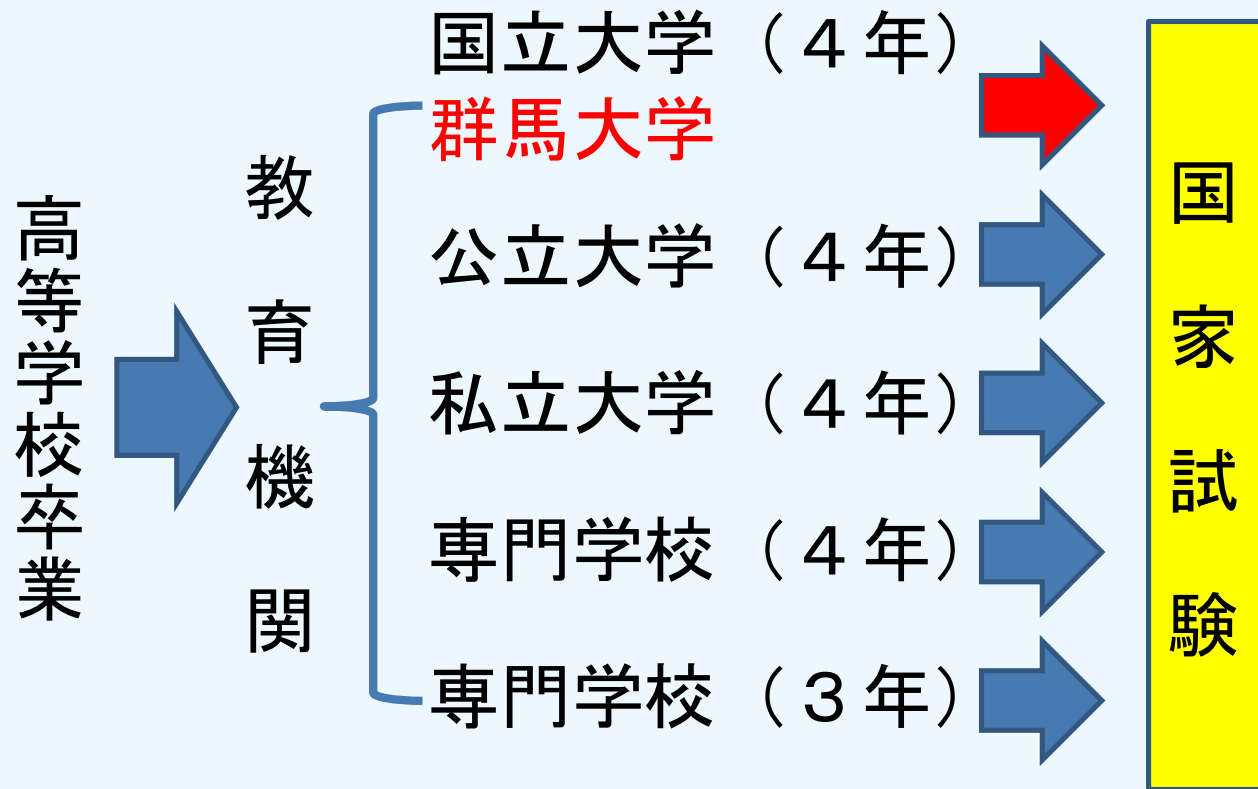 高等学校卒業
教育機関
国立大学（４年）
群馬大学
公立大学（４年）
私立大学（４年）
専門学校（４年）
専門学校（３年）
国家試験